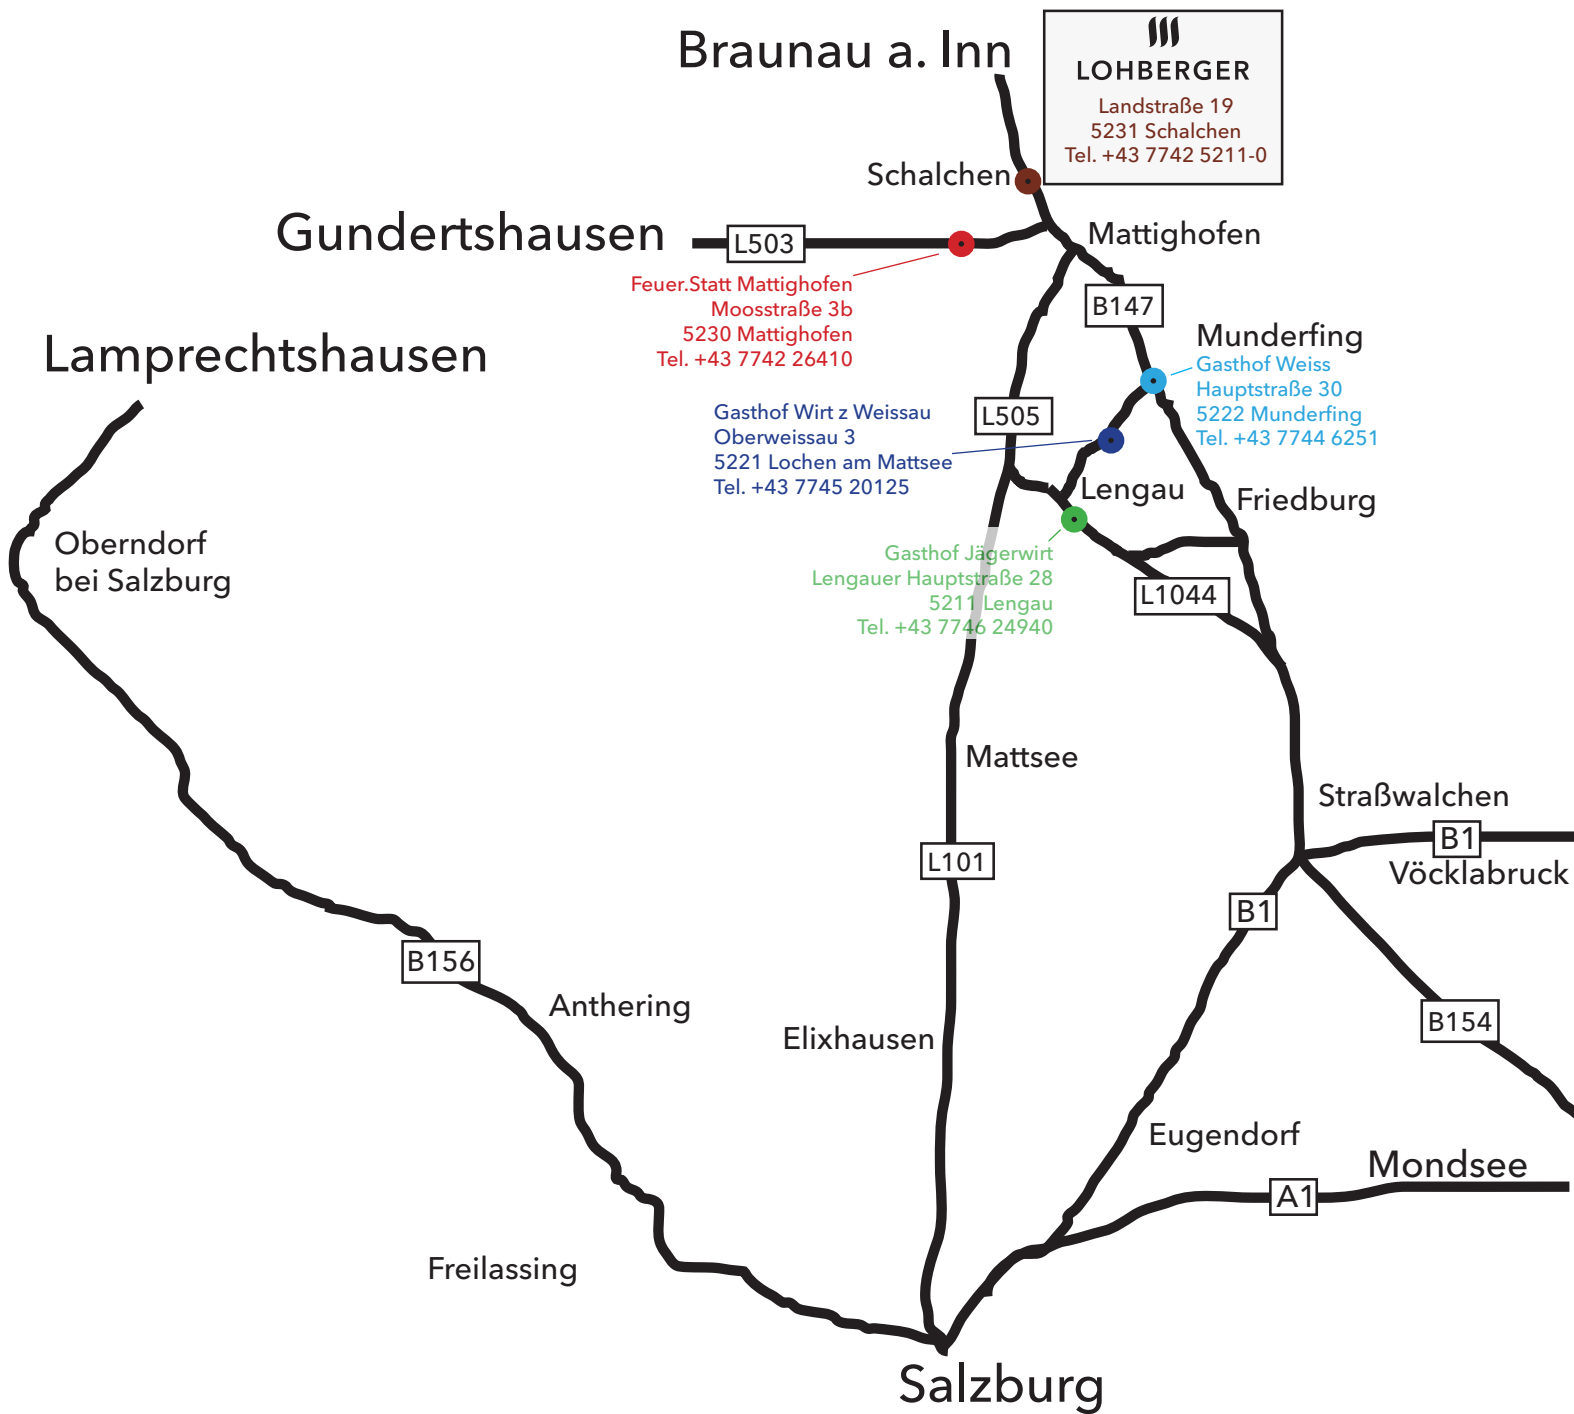 Braunau a. Inn
LOHBERGER
Landstraße 19
5231 Schalchen
Tel. +43 7742 5211-0
Schalchen
Gundertshausen
L503
Mattighofen
Feuer.Statt Mattighofen
Moosstraße 3b
5230 Mattighofen
Tel. +43 7742 26410
B147
Lamprechtshausen
Munderfing
Gasthof Weiss
Hauptstraße 30
5222 Munderfing
Tel. +43 7744 6251
L505
Gasthof Wirt z Weissau
Oberweissau 3
5221 Lochen am Mattsee
Tel. +43 7745 20125
Lengau
Friedburg
Oberndorf
bei Salzburg
Gasthof Jägerwirt
Lengauer Hauptstraße 28
5211 Lengau
Tel. +43 7746 24940
L1044
Mattsee
Straßwalchen
B1
Vöcklabruck
L101
B1
B156
Anthering
B154
Elixhausen
Eugendorf
Mondsee
A1
Freilassing
Salzburg